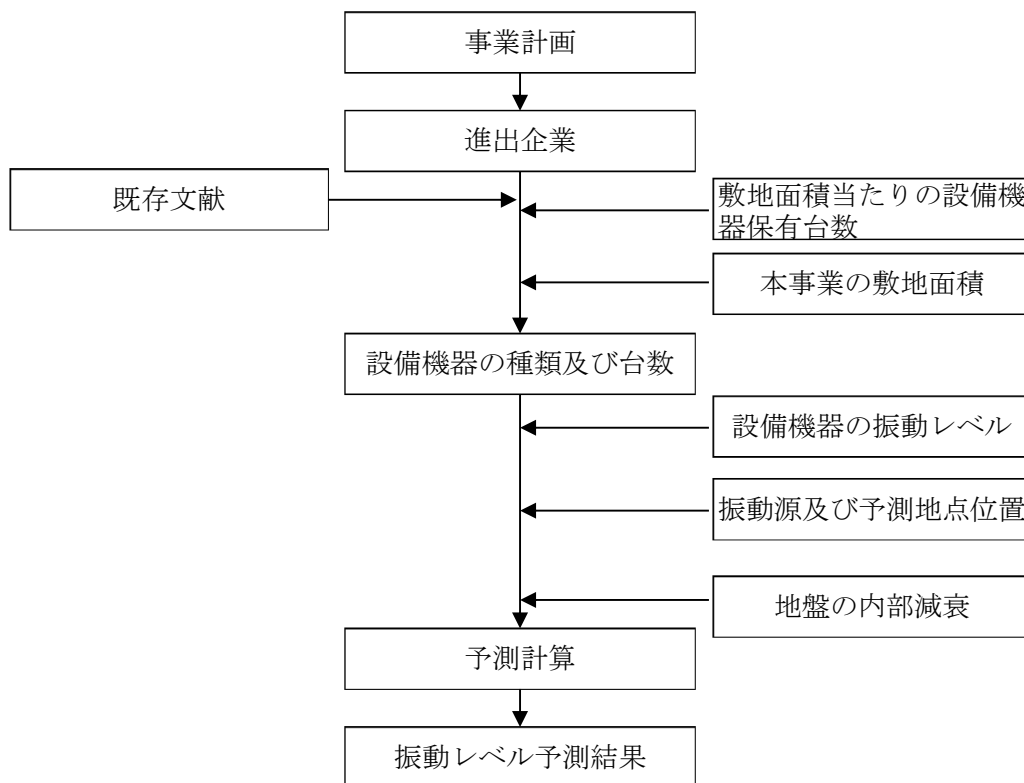 事業計画
進出企業
既存文献
敷地面積当たりの設備機
器保有台数
本事業の敷地面積
設備機器の種類及び台数
設備機器の振動レベル
振動源及び予測地点位置
地盤の内部減衰
予測計算
振動レベル予測結果